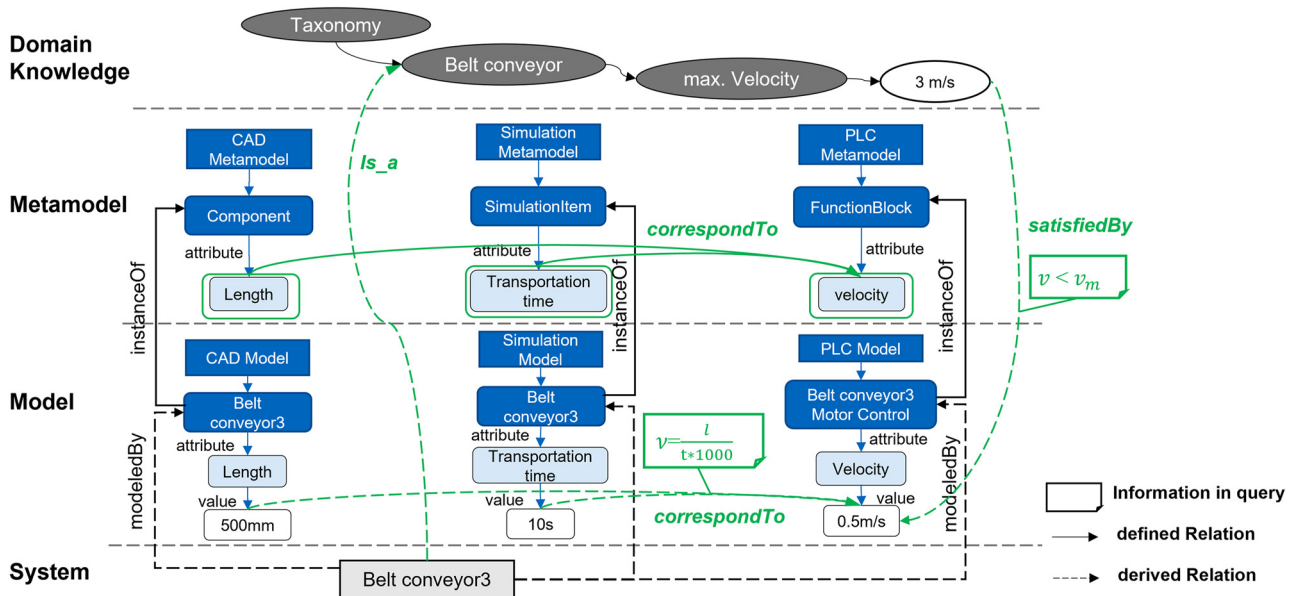 Taxonomy
Domain
Knowledge
Belt conveyor
max. Velocity
3 m/s
CAD
Metamodel
Simulation
Metamodel
PLC
Metamodel
Is_a
Metamodel
Component
SimulationItem
FunctionBlock
correspondTo
satisfiedBy
attribute
attribute
attribute
instanceOf
instanceOf
instanceOf
Length
Transportation
time
velocity
v < vₘ
CAD Model
Simulation
Model
PLC Model
Model
Belt
conveyor3
Belt
conveyor3
Belt conveyor3
Motor Control
attribute
attribute
attribute
modeledBy
modeledBy
v=l/t*1000
Length
Transportation
time
Velocity
value
value
value
500mm
10s
correspondTo
0.5m/s
Information in query
defined Relation
derived Relation
System
Belt conveyor3